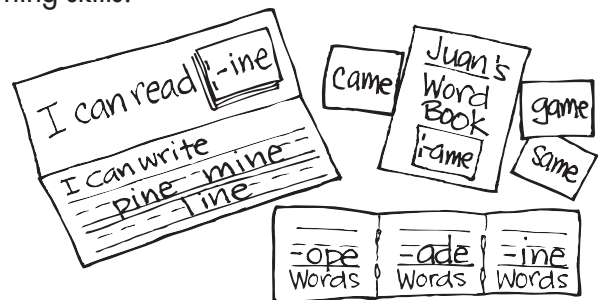 ning skills.
I can read -ine
I can write
pine mine
line
came
Juan's
Word
Book
-ame
game
same
-ope
Words
-ade
Words
-ine
Words